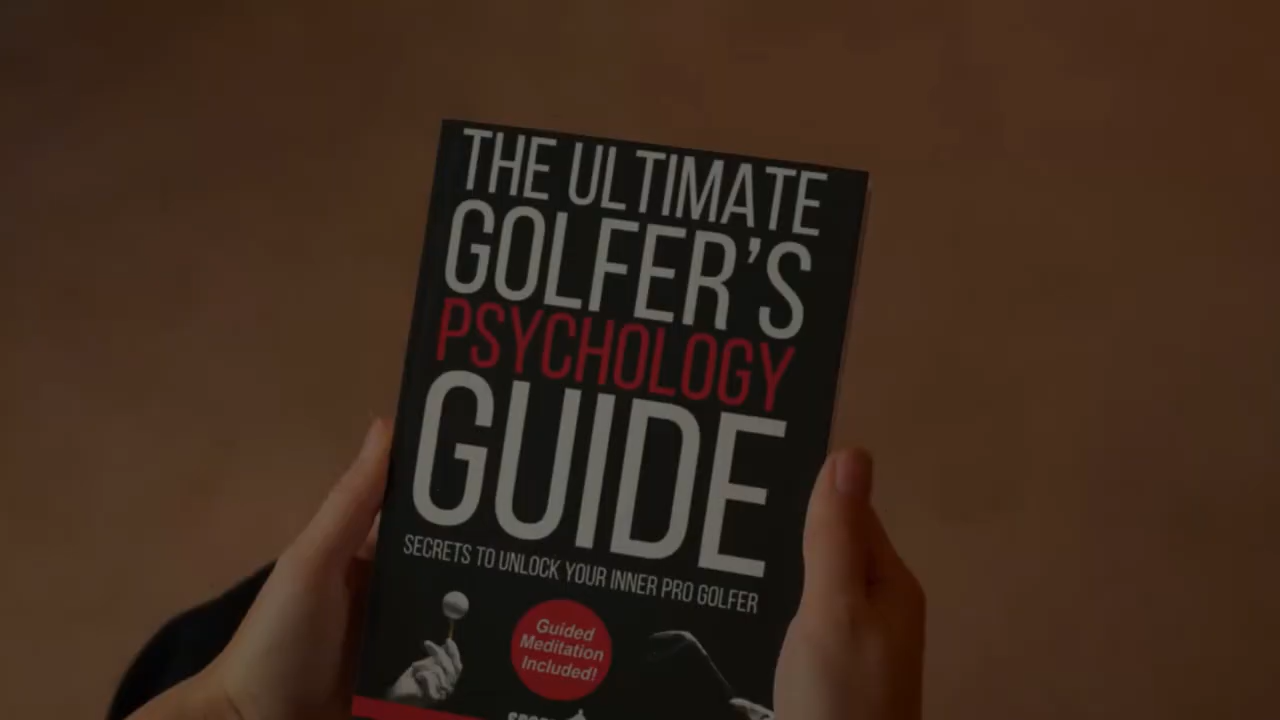 THE ULTIMATE
GOLFER'S
PSYCHOLOGY
GUIDE
SECRETS TO UNLOCK YOUR INNER PRO GOLFER
Guided
Meditation
Included!